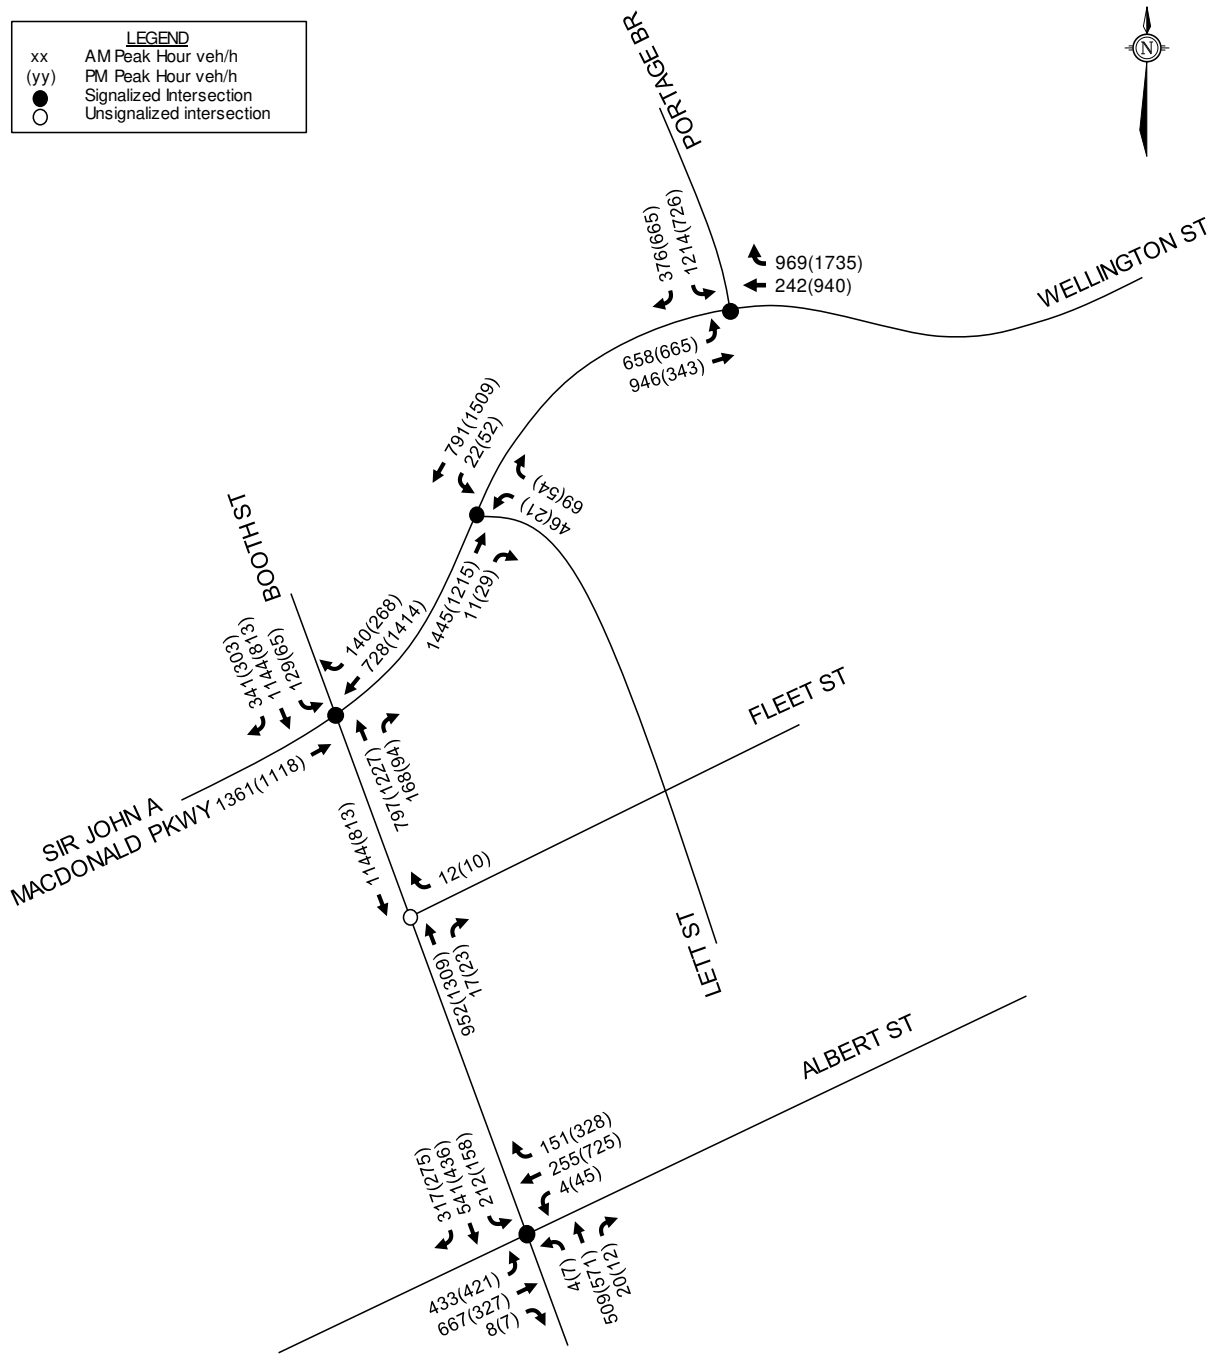 LEGEND
xx AM Peak Hour veh/h
(yy) PM Peak Hour veh/h
Signalized Intersection
Unsignalized intersection
N
PORTAGE BR
WELLINGTON ST
376(665)
1214(726)
969(1735)
242(940)
658(665)
946(343)
791(1509)
22(52)
69(54)
46(21)
1445(1215)
11(29)
BOOTH ST
140(268)
728(1414)
341(303)
1144(813)
129(65)
797(1227)
168(94)
SIR JOHN A
MACDONALD PKWY
1361(1118)
FLEET ST
1144(813)
12(10)
952(1309)
17(23)
LETT ST
ALBERT ST
151(328)
255(725)
4(45)
317(275)
541(436)
212(158)
433(421)
667(327)
8(7)
4(7)
509(571)
20(12)